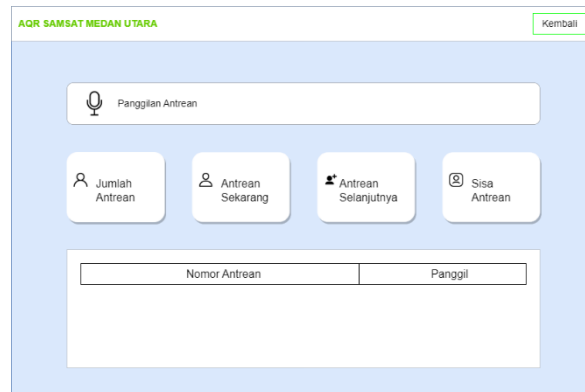 AQR SAMSAT MEDAN UTARA
Kembali
Panggilan Antrean
Jumlah
Antrean
Antrean
Sekarang
Antrean
Selanjutnya
Sisa
Antrean
Nomor Antrean
Panggil